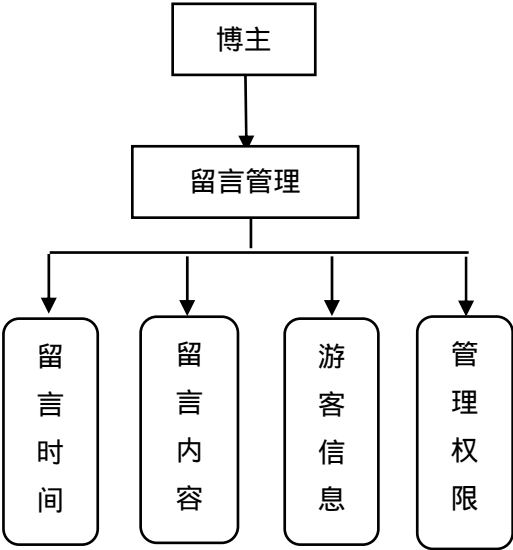 博主
留言管理
留言时间
留言内容
游客信息
管理权限